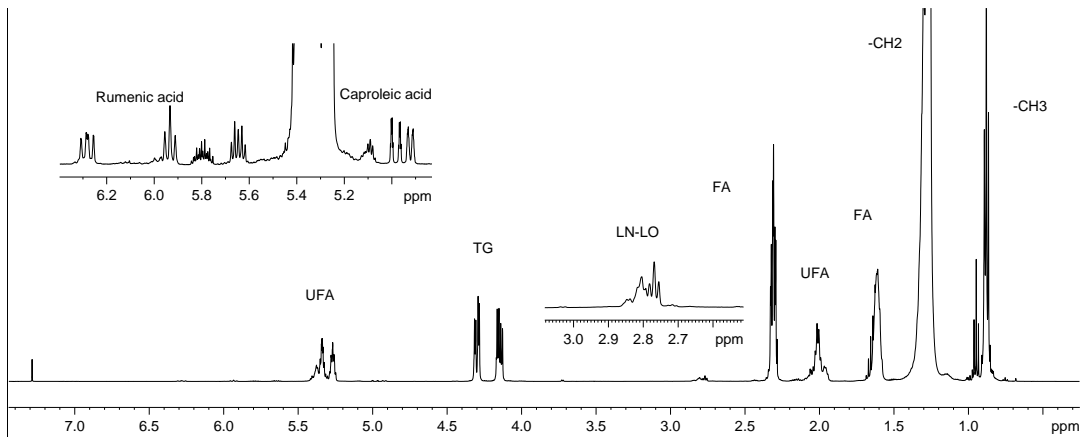 -CH2
Rumenic acid
Caproleic acid
-CH3
6.2 6.0 5.8 5.6 5.4 5.2 ppm
FA
FA
LN-LO
TG
UFA
UFA
3.0 2.9 2.8 2.7 ppm
7.0 6.5 6.0 5.5 5.0 4.5 4.0 3.5 3.0 2.5 2.0 1.5 1.0 ppm